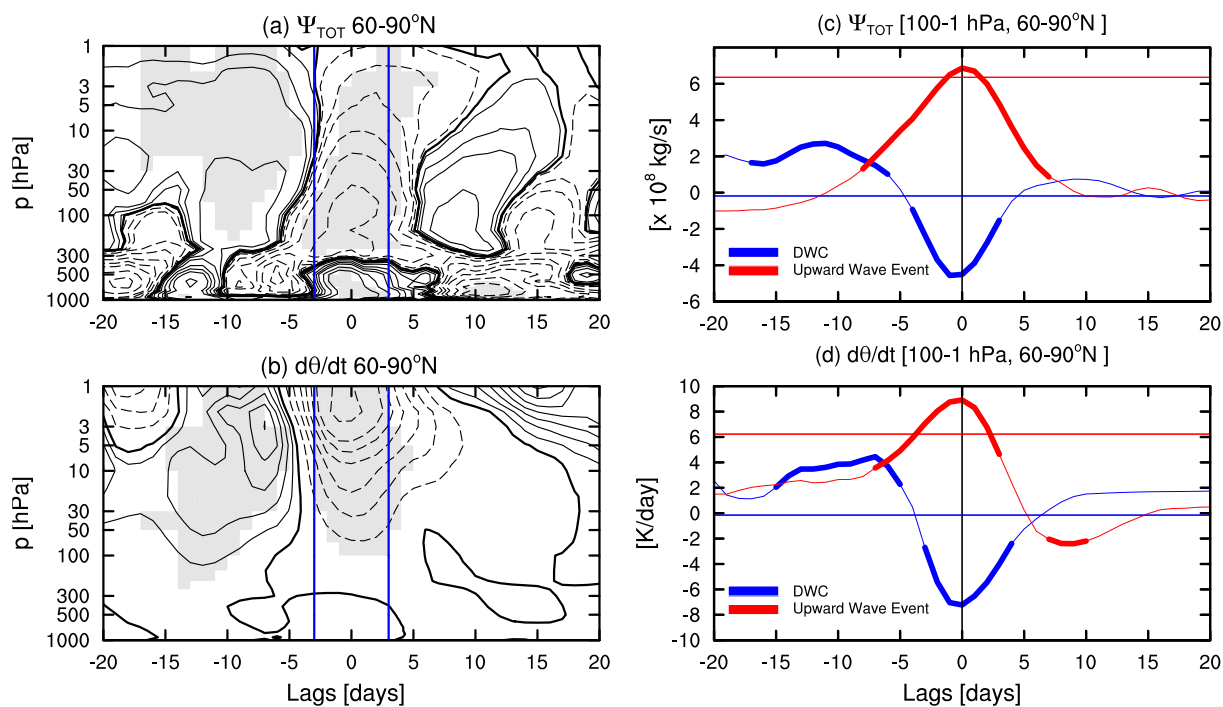 (a) Ψ_TOT 60-90°N
p [hPa]
1
3
5
10
30
50
100
300
500
1000
-20 -15 -10 -5 0 5 10 15 20
(c) Ψ_TOT [100-1 hPa, 60-90°N ]
[x 10⁸ kg/s]
6
4
2
0
-2
-4
-6
DWC
Upward Wave Event
-20 -15 -10 -5 0 5 10 15 20
(b) dθ/dt 60-90°N
p [hPa]
1
3
5
10
30
50
100
300
500
1000
-20 -15 -10 -5 0 5 10 15 20
Lags [days]
(d) dθ/dt [100-1 hPa, 60-90°N ]
[K/day]
10
8
6
4
2
0
-2
-4
-6
-8
-10
DWC
Upward Wave Event
-20 -15 -10 -5 0 5 10 15 20
Lags [days]